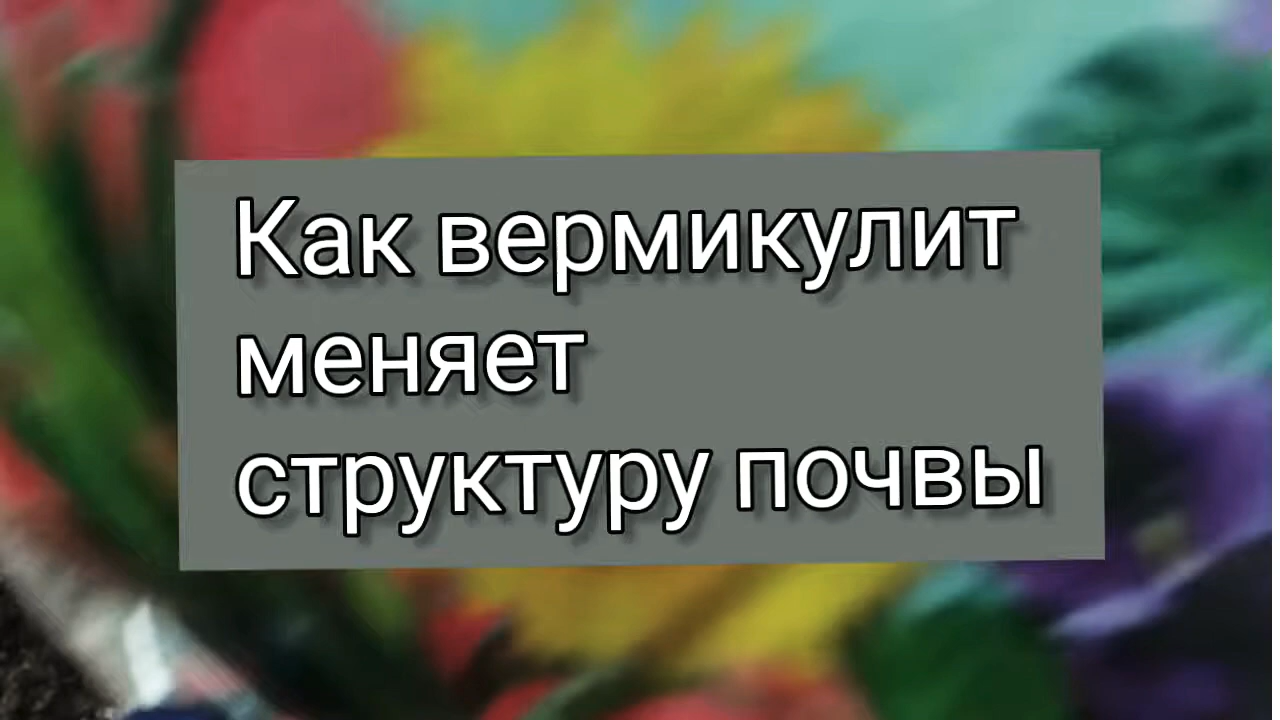 Как вермикулит
меняет
структуру почвы